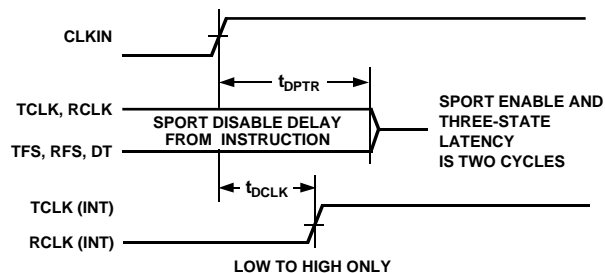 CLKIN
tDPTR
TCLK, RCLK
SPORT DISABLE DELAY
FROM INSTRUCTION
TFS, RFS, DT
SPORT ENABLE AND
THREE-STATE
LATENCY
IS TWO CYCLES
tDCLK
TCLK (INT)
RCLK (INT)
LOW TO HIGH ONLY